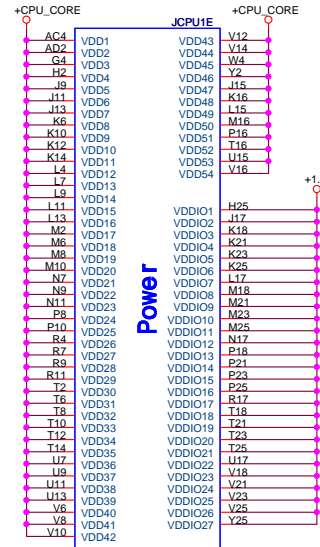 +CPU_CORE +CPU_CORE
JCPU1E
AC4 VDD1 VDD43 V12
AD2 VDD2 VDD44 V14
G4 VDD3 VDD45 W4
H2 VDD4 VDD46 Y2
J9 VDD5 VDD47 J15
J11 VDD6 VDD48 K16
J13 VDD7 VDD49 L15
K6 VDD8 VDD50 M16
K10 VDD9 VDD51 P16
K12 VDD10 VDD52 T16
K14 VDD11 VDD53 U15
L4 VDD12 VDD54 V16
L7 VDD13 +1.
L9 VDD14
L11 VDD15 VDDIO1 H25
L13 VDD16 VDDIO2 J17
M2 VDD17 VDDIO3 K18
M6 VDD18 VDDIO4 K21
M8 VDD19 VDDIO5 K23
M10 VDD20 VDDIO6 K25
N7 VDD21 VDDIO7 L17
N9 VDD22 VDDIO8 M18
N11 VDD23 VDDIO9 M21
P8 VDD24 VDDIO10 M23
P10 VDD25 VDDIO11 M25
R4 VDD26 VDDIO12 N17
R7 VDD27 VDDIO13 P18
R9 VDD28 VDDIO14 P21
R11 VDD29 VDDIO15 P23
T2 VDD30 VDDIO16 P25
T6 VDD31 VDDIO17 R17
T8 VDD32 VDDIO18 T18
T10 VDD33 VDDIO19 T21
T12 VDD34 VDDIO20 T23
T14 VDD35 VDDIO21 T25
U7 VDD36 VDDIO22 U17
U9 VDD37 VDDIO23 V18
U11 VDD38 VDDIO24 V21
U13 VDD39 VDDIO25 V23
V6 VDD40 VDDIO26 V25
V8 VDD41 VDDIO27 Y25
V10 VDD42
Power